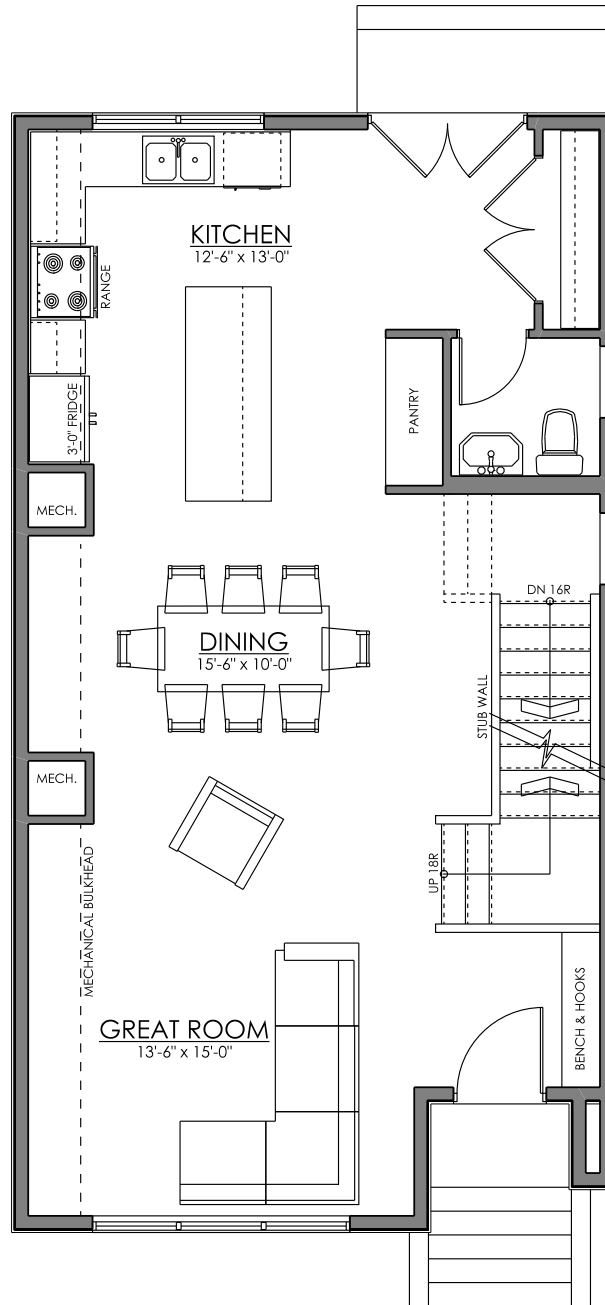 KITCHEN
12'-6" x 13'-0"
RANGE
3'-0" FRIDGE
PANTRY
MECH.
DN 16R
DINING
15'-6" x 10'-0"
STUB WALL
MECH.
UP 18R
MECHANICAL BULKHEAD
BENCH & HOOKS
GREAT ROOM
13'-6" x 15'-0"